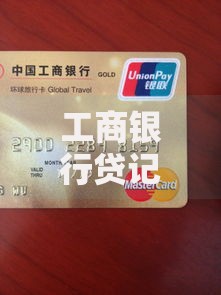 中国工商银行 GOLD
环球旅行卡 Global Travel
UnionPay
银联
工商银
行贷记
MONTH
VALID
THRU
MasterCard
WU